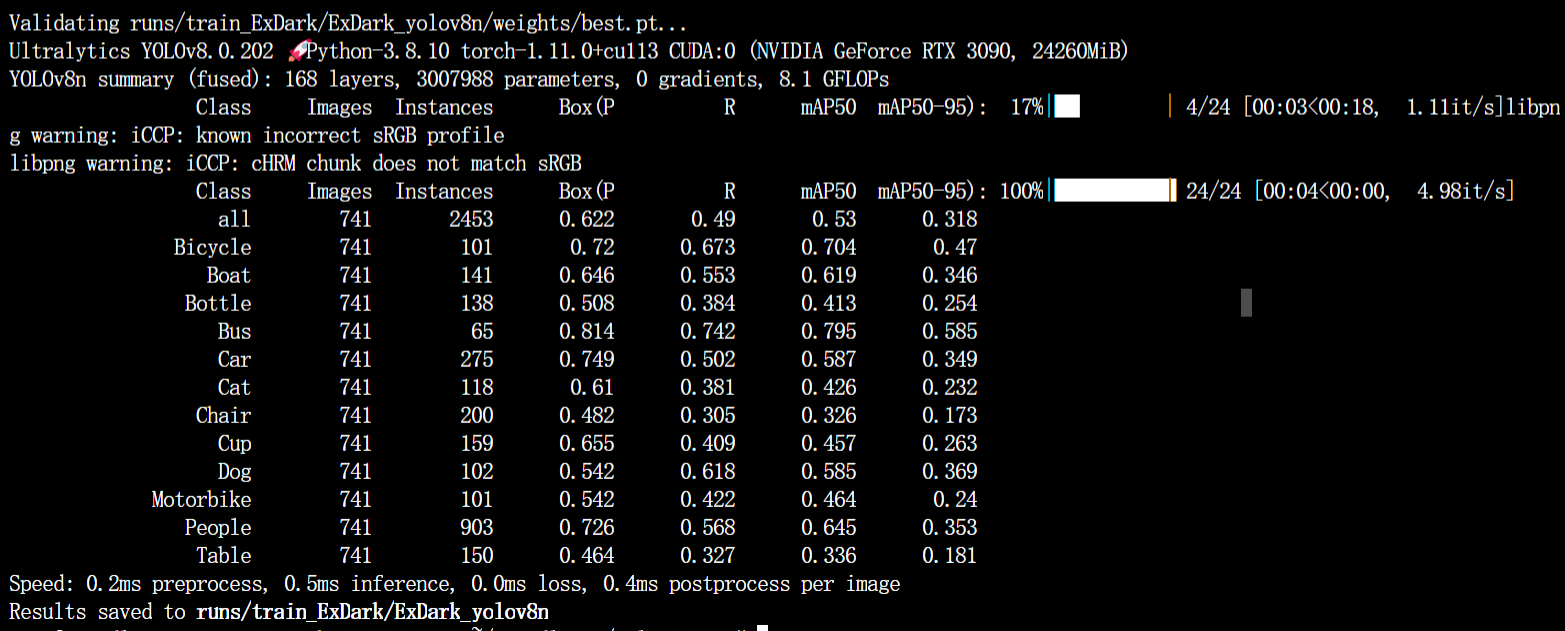 Validating runs/train_ExDark/ExDark_yolov8n/weights/best.pt...
Ultralytics YOLOv8.0.202 🚀Python-3.8.10 torch-1.11.0+cu113 CUDA:0 (NVIDIA GeForce RTX 3090, 24260MiB)
YOLOv8n summary (fused): 168 layers, 3007988 parameters, 0 gradients, 8.1 GFLOPs
Class Images Instances Box(P R mAP50 mAP50-95): 17%| | 4/24 [00:03<00:18, 1.11it/s]libpn
g warning: iCCP: known incorrect sRGB profile
libpng warning: iCCP: cHRM chunk does not match sRGB
Class Images Instances Box(P R mAP50 mAP50-95): 100%| | 24/24 [00:04<00:00, 4.98it/s]
all 741 2453 0.622 0.49 0.53 0.318
Bicycle 741 101 0.72 0.673 0.704 0.47
Boat 741 141 0.646 0.553 0.619 0.346
Bottle 741 138 0.508 0.384 0.413 0.254
Bus 741 65 0.814 0.742 0.795 0.585
Car 741 275 0.749 0.502 0.587 0.349
Cat 741 118 0.61 0.381 0.426 0.232
Chair 741 200 0.482 0.305 0.326 0.173
Cup 741 159 0.655 0.409 0.457 0.263
Dog 741 102 0.542 0.618 0.585 0.369
Motorbike 741 101 0.542 0.422 0.464 0.24
People 741 903 0.726 0.568 0.645 0.353
Table 741 150 0.464 0.327 0.336 0.181
Speed: 0.2ms preprocess, 0.5ms inference, 0.0ms loss, 0.4ms postprocess per image
Results saved to runs/train_ExDark/ExDark_yolov8n